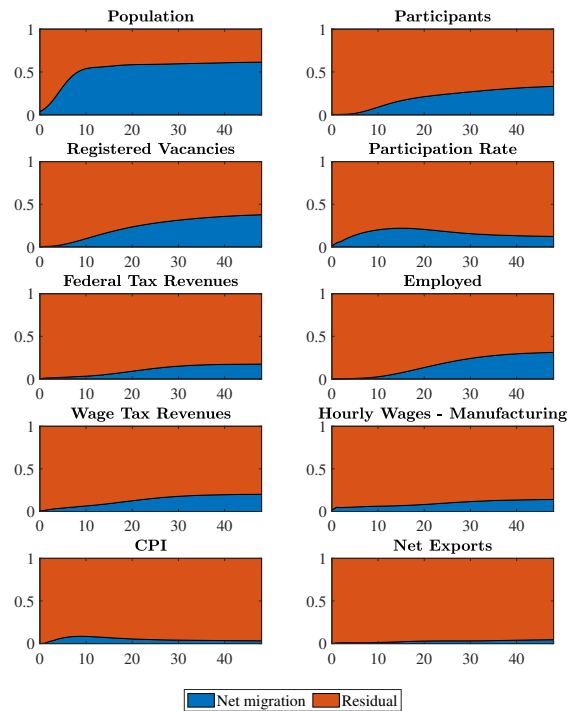 Population
Participants
1
0.5
0
0 10 20 30 40
1
0.5
0
0 10 20 30 40
Registered Vacancies
Participation Rate
1
0.5
0
0 10 20 30 40
1
0.5
0
0 10 20 30 40
Federal Tax Revenues
Employed
1
0.5
0
0 10 20 30 40
1
0.5
0
0 10 20 30 40
Wage Tax Revenues
Hourly Wages - Manufacturing
1
0.5
0
0 10 20 30 40
1
0.5
0
0 10 20 30 40
CPI
Net Exports
1
0.5
0
0 10 20 30 40
1
0.5
0
0 10 20 30 40
Net migration Residual